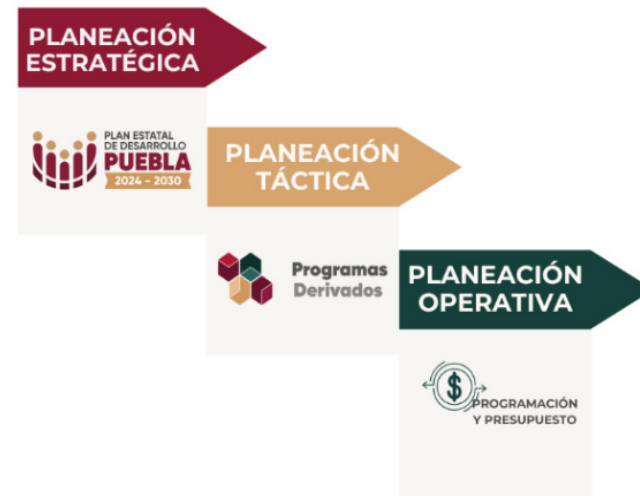 PLANEACIÓN
ESTRATÉGICA
PLAN ESTATAL
DE DESARROLLO
PUEBLA
2024 - 2030
PLANEACIÓN
TÁCTICA
Programas
Derivados
PLANEACIÓN
OPERATIVA
$
PROGRAMACIÓN
Y PRESUPUESTO